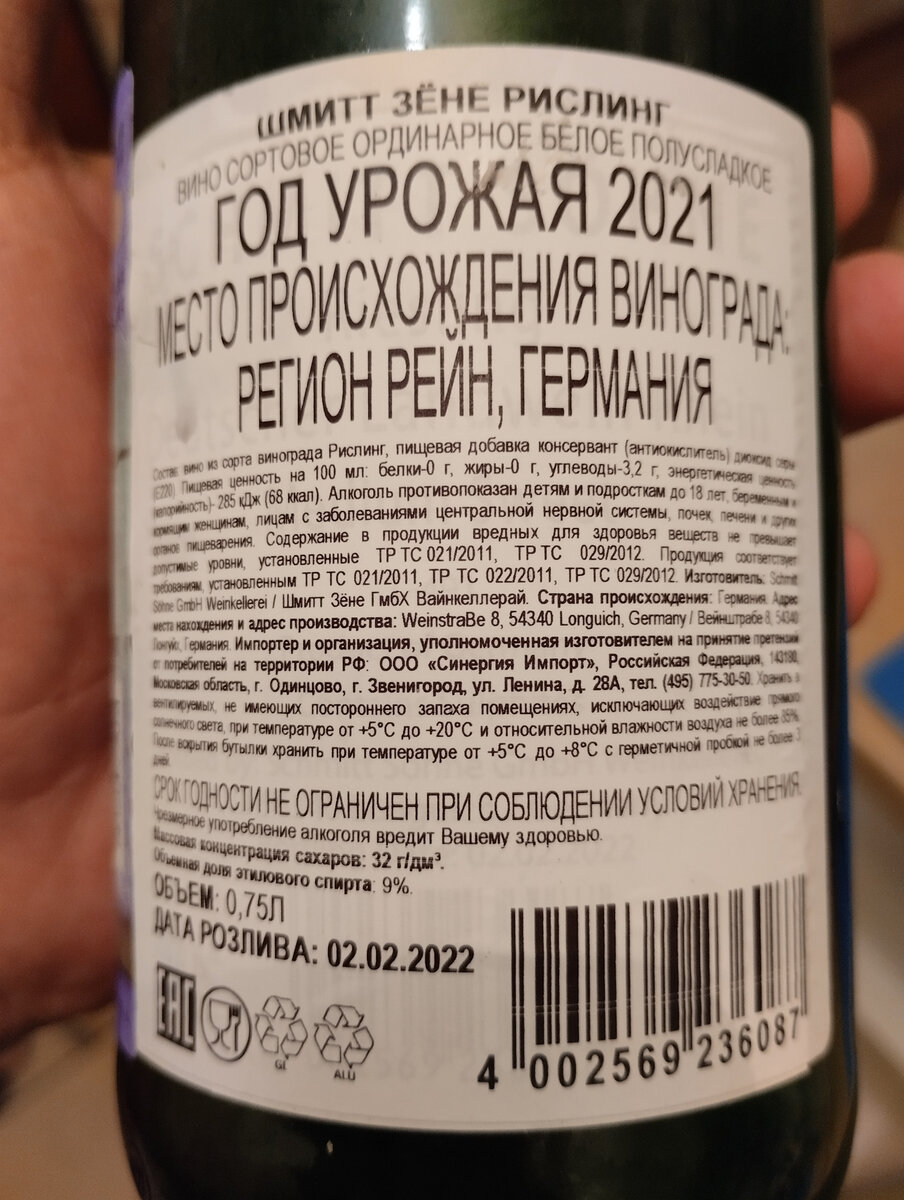 ШМИТТ ЗЁНЕ РИСЛИНГ
ВИНО СОРТОВОЕ ОРДИНАРНОЕ БЕЛОЕ ПОЛУСЛАДКОЕ
ГОД УРОЖАЯ 2021
МЕСТО ПРОИСХОЖДЕНИЯ ВИНОГРАДА:
РЕГИОН РЕЙН, ГЕРМАНИЯ
Состав: вино из сорта винограда Рислинг, пищевая добавка консервант (антиокислитель) диоксид серы
(Е220). Пищевая ценность на 100 мл: белки-0 г, жиры-0 г, углеводы-3,2 г, энергетическая ценность
(калорийность)- 285 кДж (68 ккал). Алкоголь противопоказан детям и подросткам до 18 лет, беременным и
кормящим женщинам, лицам с заболеваниями центральной нервной системы, почек, печени и других
органов пищеварения. Содержание в продукции вредных для здоровья веществ не превышает
допустимые уровни, установленные ТР ТС 021/2011, ТР ТС 029/2012. Продукция соответствует
требованиям, установленным ТР ТС 021/2011, ТР ТС 022/2011, ТР ТС 029/2012. Изготовитель: Schmitt
Söhne GmbH Weinkellerei / Шмитт Зёне ГмбХ Вайнкеллерай. Страна происхождения: Германия. Адрес
места нахождения и адрес производства: WeinstraBe 8, 54340 Longuich, Germany / Вейнштрабе 8, 54340
Лонгуис, Германия. Импортер и организация, уполномоченная изготовителем на принятие претензий
от потребителей на территории РФ: ООО «Синергия Импорт», Российская Федерация, 143180,
Московская область, г. Одинцово, г. Звенигород, ул. Ленина, д. 28А, тел. (495) 775-30-50. Хранить в
вентилируемых, не имеющих постороннего запаха помещениях, исключающих воздействие прямого
солнечного света, при температуре от +5°С до +20°С и относительной влажности воздуха не более 85%.
После вскрытия бутылки хранить при температуре от +5°С до +8°С с герметичной пробкой не более 3
дней.
СРОК ГОДНОСТИ НЕ ОГРАНИЧЕН ПРИ СОБЛЮДЕНИИ УСЛОВИЙ ХРАНЕНИЯ.
Чрезмерное употребление алкоголя вредит Вашему здоровью.
Массовая концентрация сахаров: 32 г/дм³.
Объемная доля этилового спирта: 9%.
ОБЪЕМ: 0,75Л
ДАТА РОЗЛИВА: 02.02.2022
EAC
GL
ALU
4 002569 236087